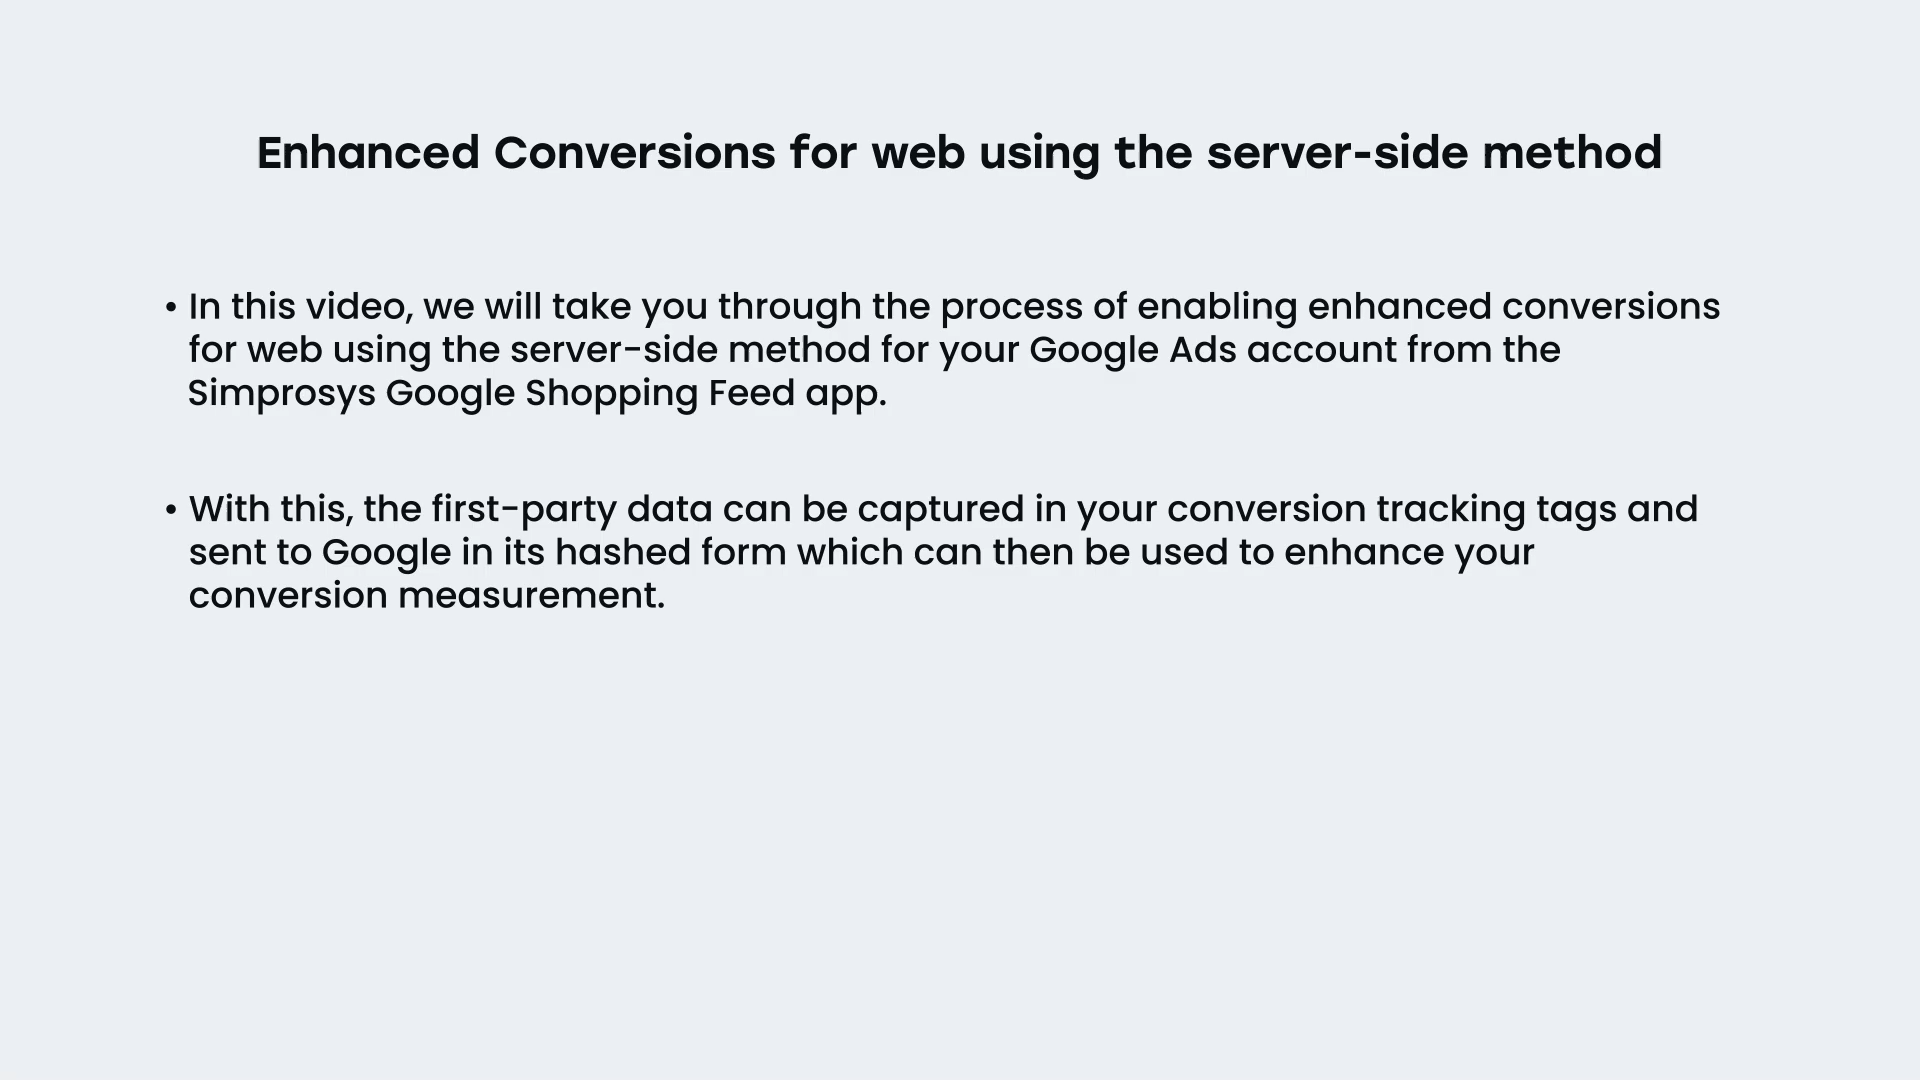 Enhanced Conversions for web using the server-side method
• In this video, we will take you through the process of enabling enhanced conversions
for web using the server-side method for your Google Ads account from the
Simprosys Google Shopping Feed app.
• With this, the first-party data can be captured in your conversion tracking tags and
sent to Google in its hashed form which can then be used to enhance your
conversion measurement.